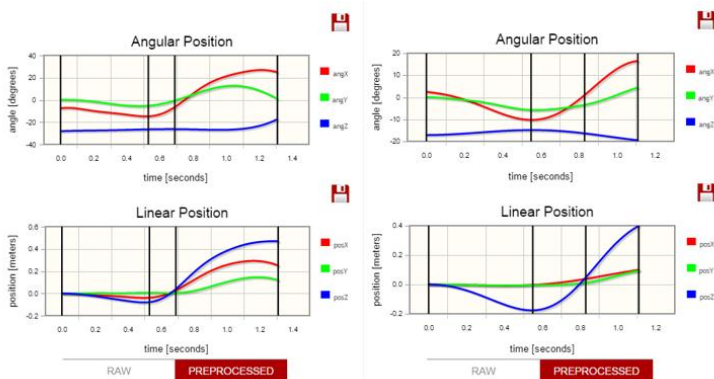 Angular Position
angle [degrees]
40
20
0
-20
-40
0.0 0.2 0.4 0.6 0.8 1.0 1.2 1.4
time [seconds]
angX
angY
angZ
Linear Position
position [meters]
0.6
0.4
0.2
0.0
-0.2
0.0 0.2 0.4 0.6 0.8 1.0 1.2 1.4
time [seconds]
posX
posY
posZ
RAW PREPROCESSED
Angular Position
angle [degrees]
20
10
0
-10
-20
0.0 0.2 0.4 0.6 0.8 1.0 1.2
time [seconds]
angX
angY
angZ
Linear Position
position [meters]
0.4
0.2
0.0
-0.2
0.0 0.2 0.4 0.6 0.8 1.0 1.2
time [seconds]
posX
posY
posZ
RAW PREPROCESSED